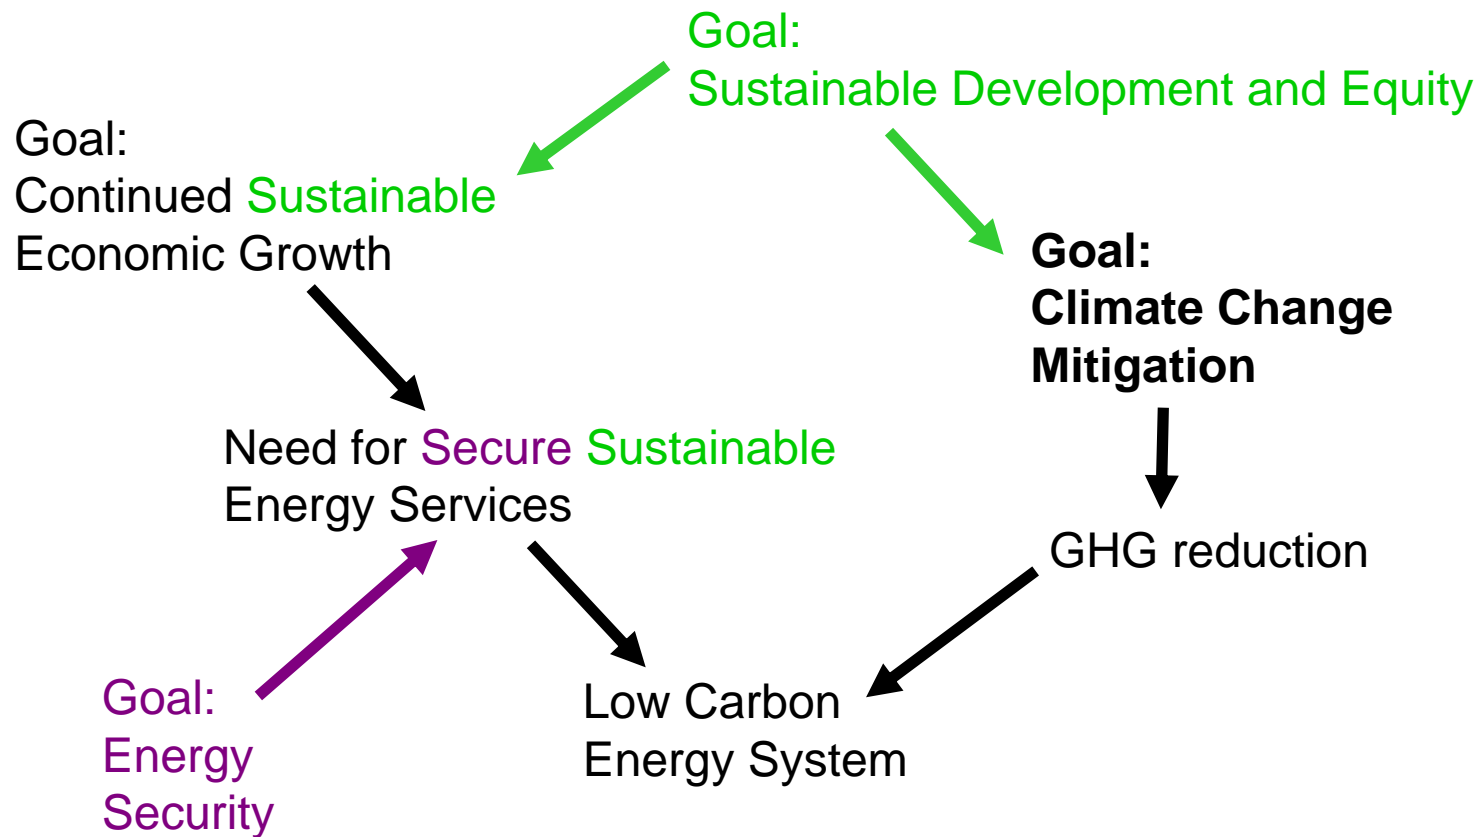 Goal:
Sustainable Development and Equity
Goal:
Continued Sustainable
Economic Growth
Goal:
Climate Change
Mitigation
Need for Secure Sustainable
Energy Services
GHG reduction
Goal:
Energy
Security
Low Carbon
Energy System